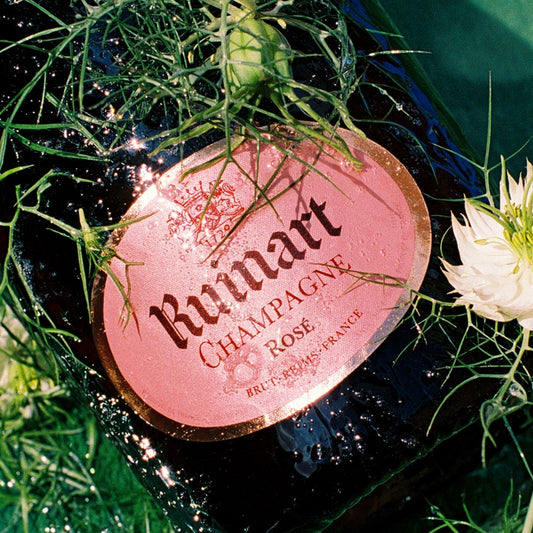 Ruinart
CHAMPAGNE
ROSÉ
BRUT-REIMS-FRANCE